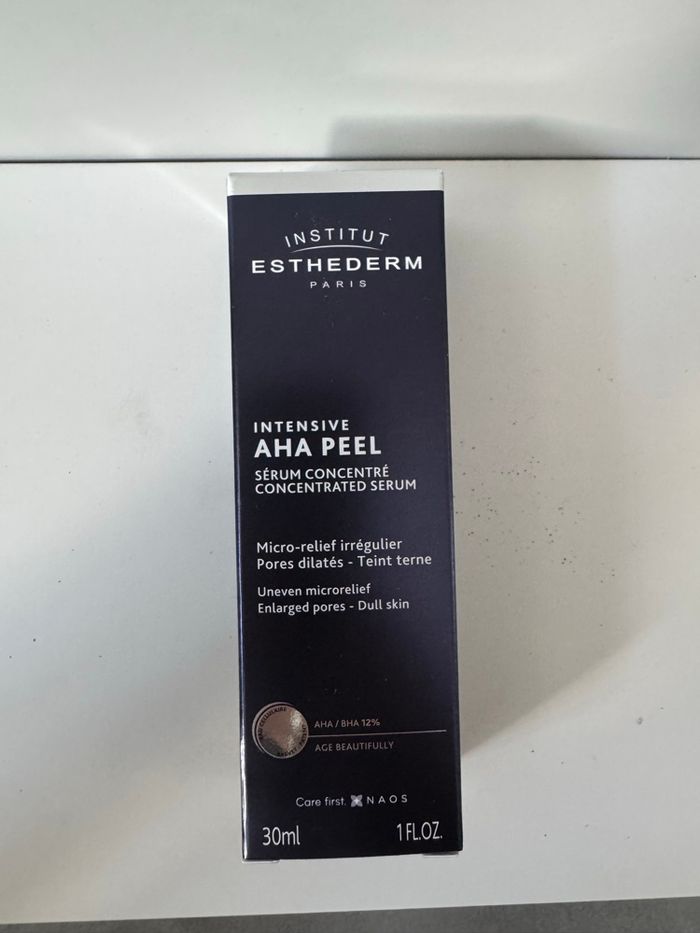 INSTITUT
ESTHEDERM
PARIS
INTENSIVE
AHA PEEL
SÉRUM CONCENTRÉ
CONCENTRATED SERUM
Micro-relief irrégulier
Pores dilatés - Teint terne
Uneven microrelief
Enlarged pores - Dull skin
CELLULAIRE
AHA / BHA 12%
AGE BEAUTIFULLY
Care first. NAOS
30ml 1 FL.OZ.